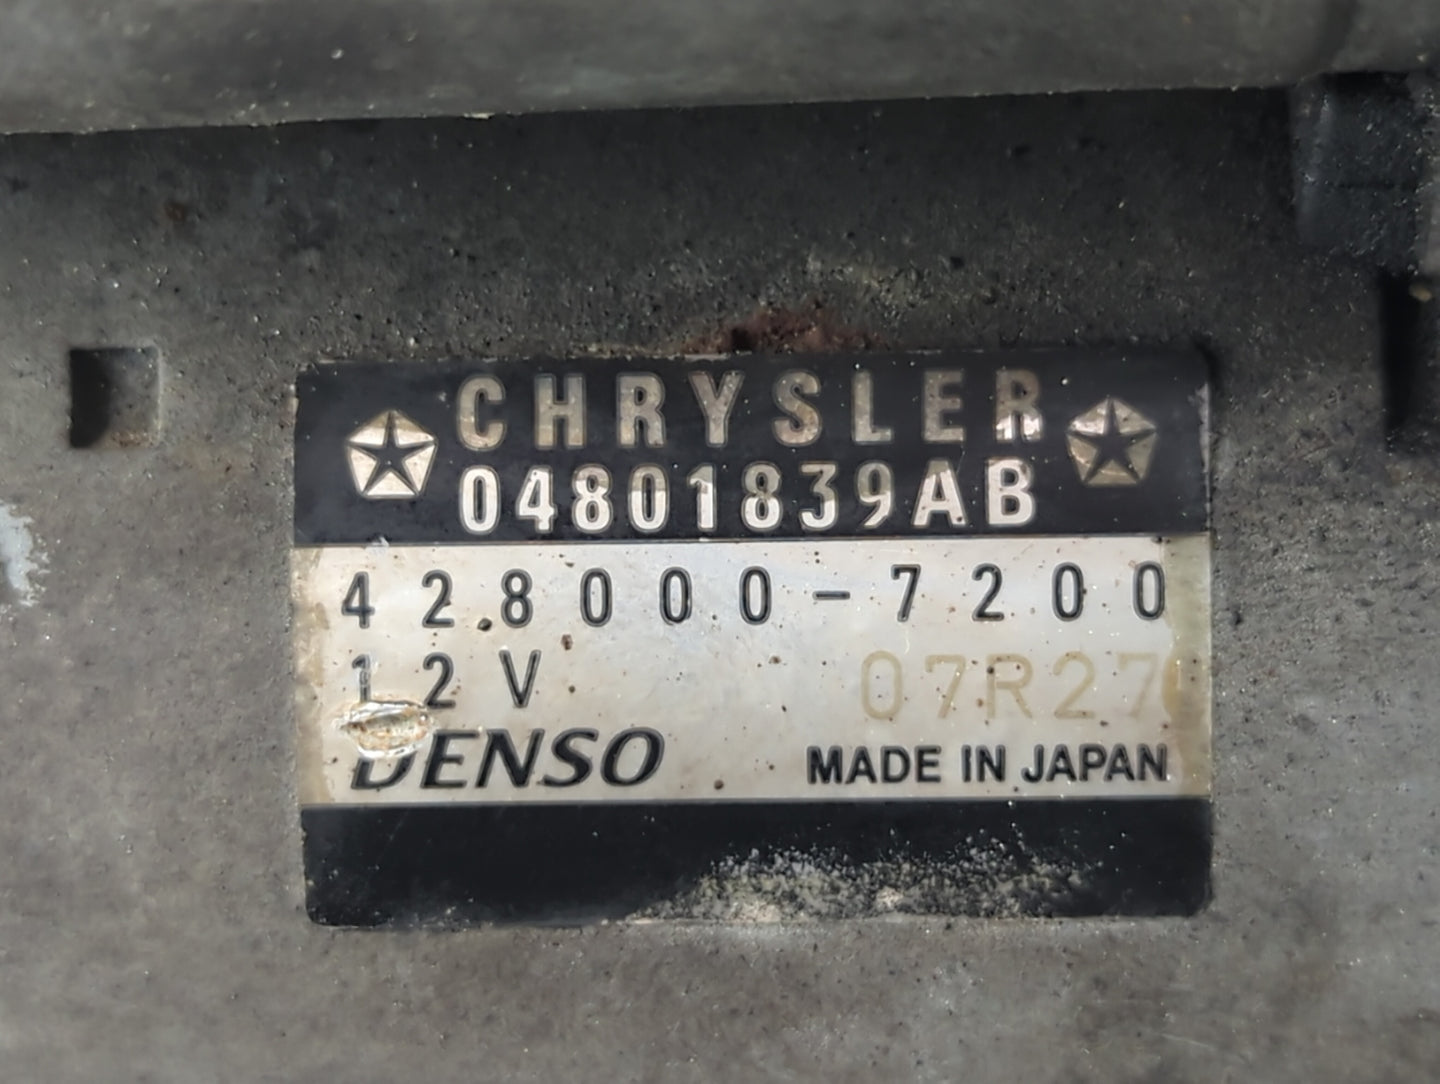 CHRYSLER
04801839AB
428000-7200
12V 07R27
DENSO MADE IN JAPAN